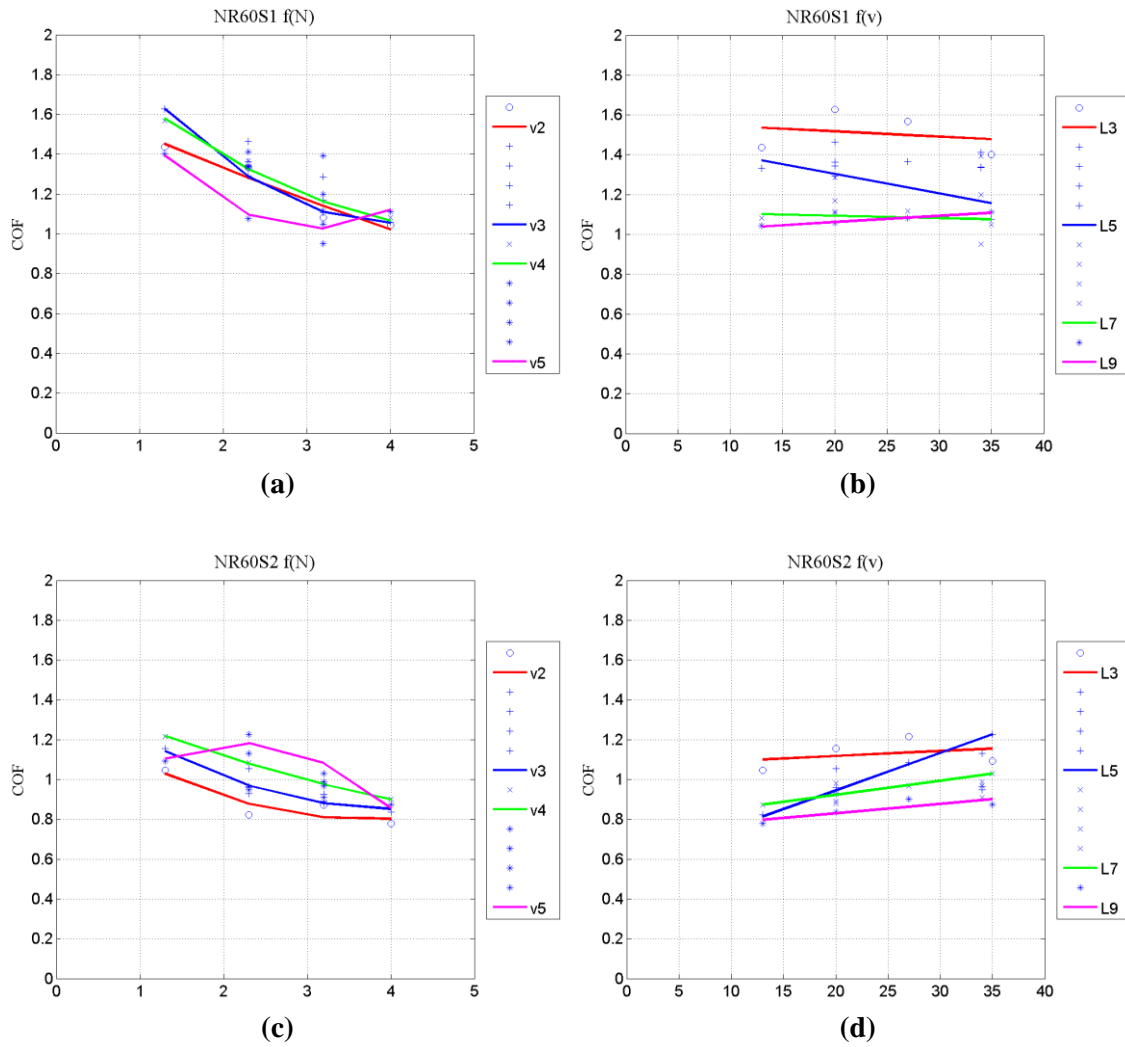 NR60S1 f(N)
2
1.8
1.6
1.4
1.2
1
0.8
0.6
0.4
0.2
0
COF
0 1 2 3 4 5
v2
v3
v4
v5
(a)
NR60S1 f(v)
2
1.8
1.6
1.4
1.2
1
0.8
0.6
0.4
0.2
0
COF
0 5 10 15 20 25 30 35 40
L3
L5
L7
L9
(b)
NR60S2 f(N)
2
1.8
1.6
1.4
1.2
1
0.8
0.6
0.4
0.2
0
COF
0 1 2 3 4 5
v2
v3
v4
v5
(c)
NR60S2 f(v)
2
1.8
1.6
1.4
1.2
1
0.8
0.6
0.4
0.2
0
COF
0 5 10 15 20 25 30 35 40
L3
L5
L7
L9
(d)